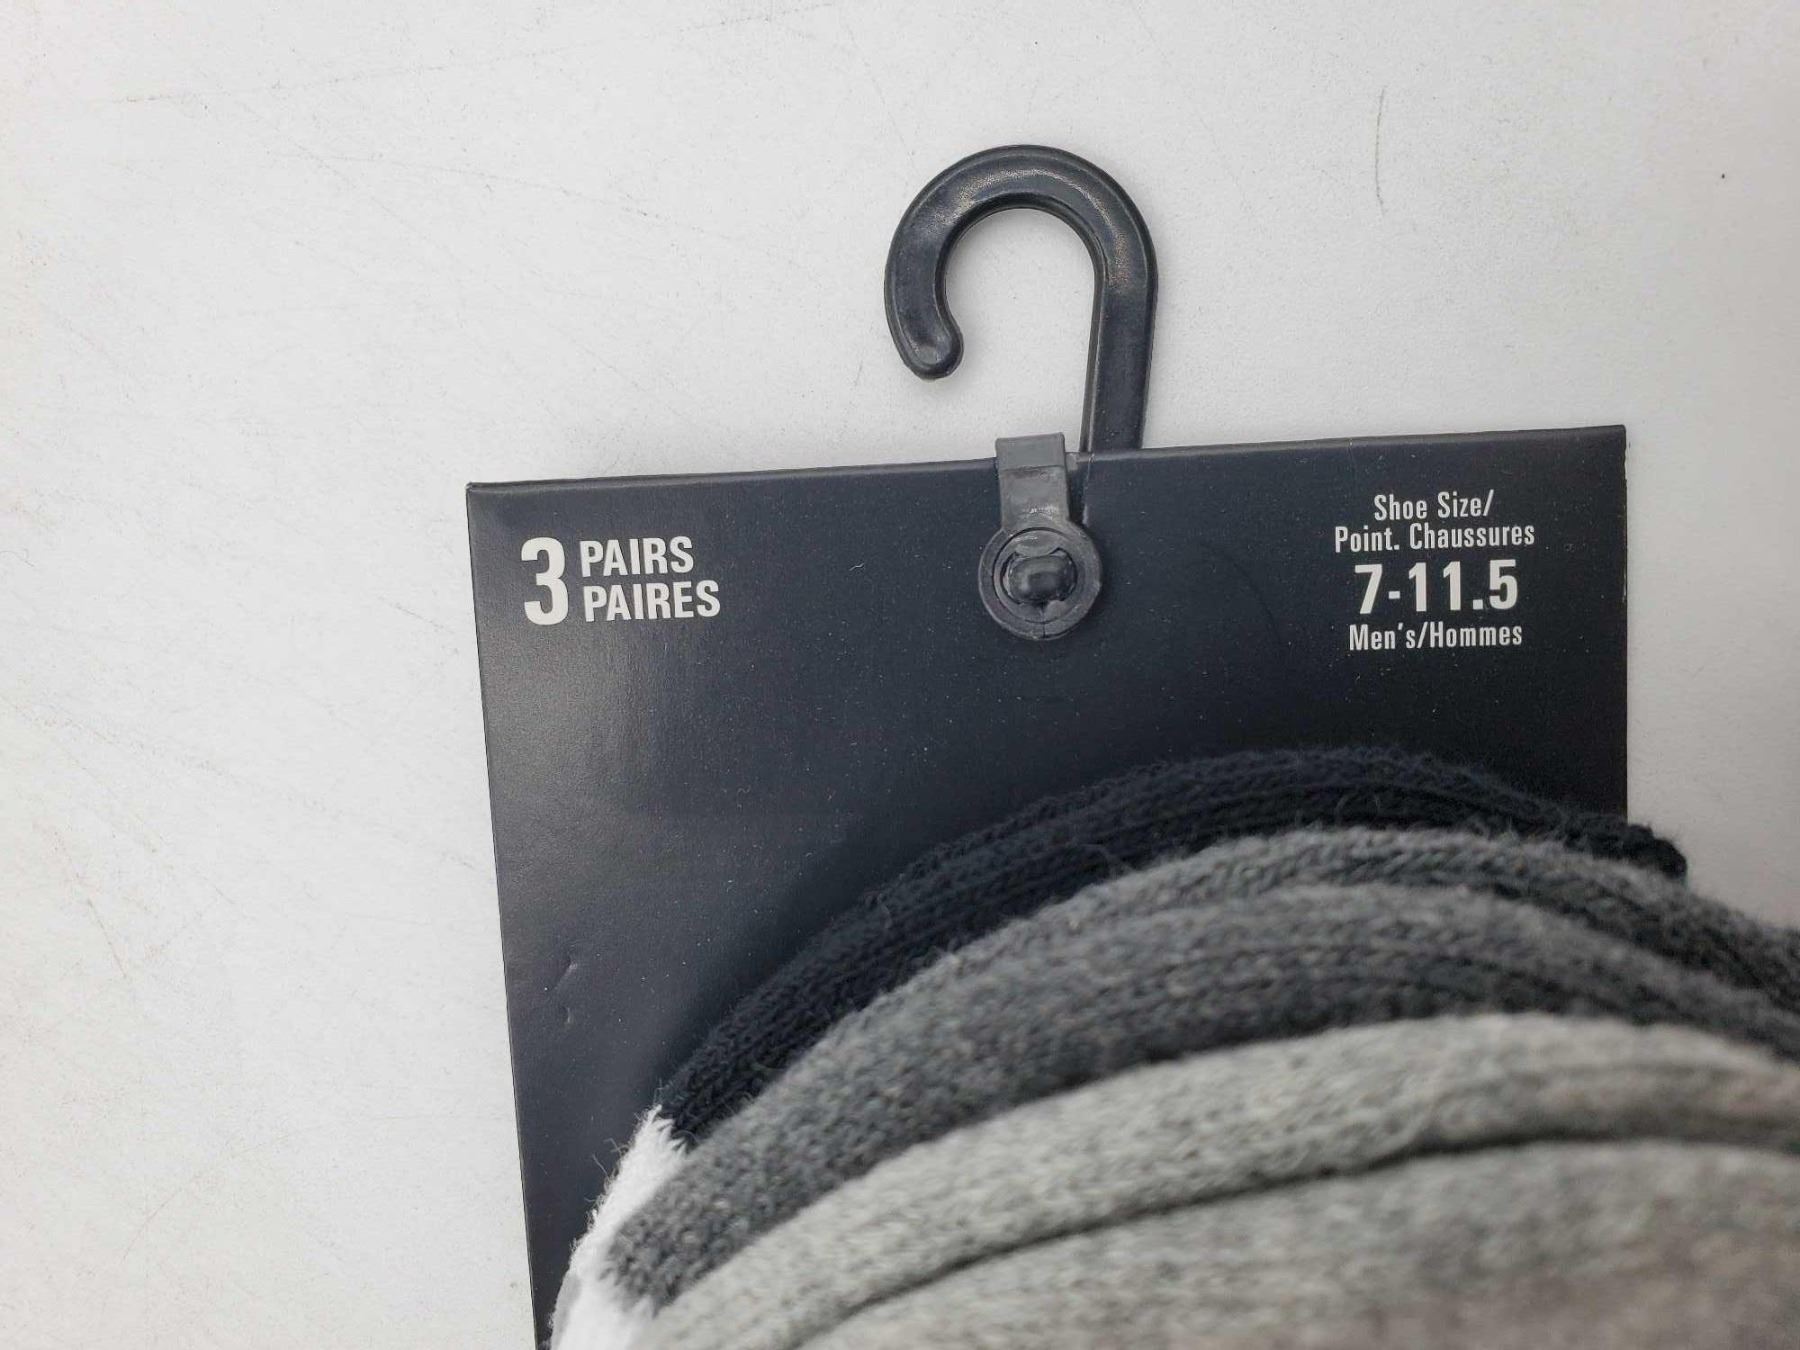 3 PAIRS
PAIRES
Shoe Size/
Point. Chaussures
7-11.5
Men's/Hommes